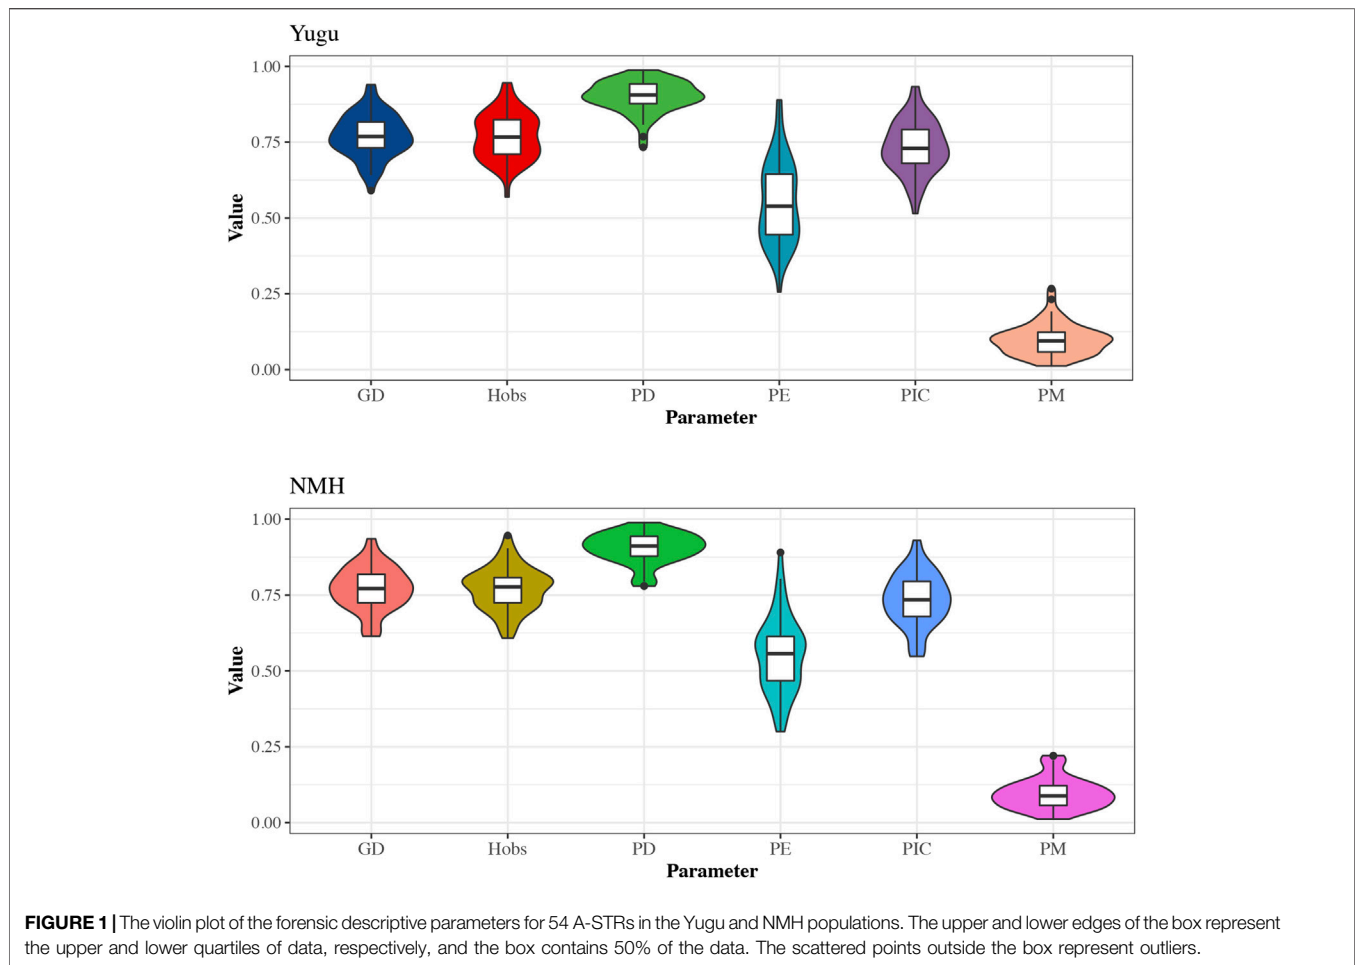 Yugu
1.00
0.75
0.50
0.25
0.00
Value
GD Hobs PD PE PIC PM
Parameter
NMH
1.00
0.75
0.50
0.25
0.00
Value
GD Hobs PD PE PIC PM
Parameter
FIGURE 1 | The violin plot of the forensic descriptive parameters for 54 A-STRs in the Yugu and NMH populations. The upper and lower edges of the box represent
the upper and lower quartiles of data, respectively, and the box contains 50% of the data. The scattered points outside the box represent outliers.